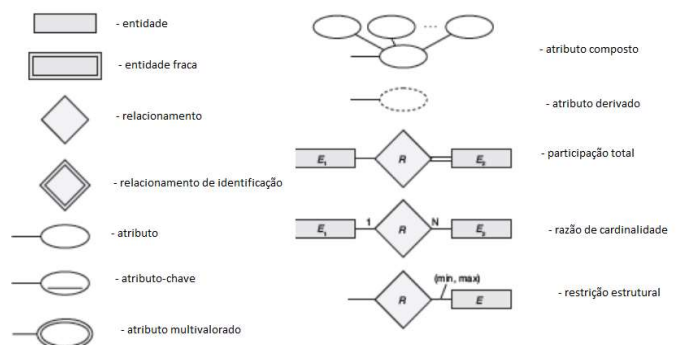 - entidade
- entidade fraca
- relacionamento
- relacionamento de identificação
- atributo
- atributo-chave
- atributo multivalorado
...
- atributo composto
- atributo derivado
E₁ R E₂
- participação total
E₁ 1 R N E₂
- razão de cardinalidade
(min, max)
R E
- restrição estrutural